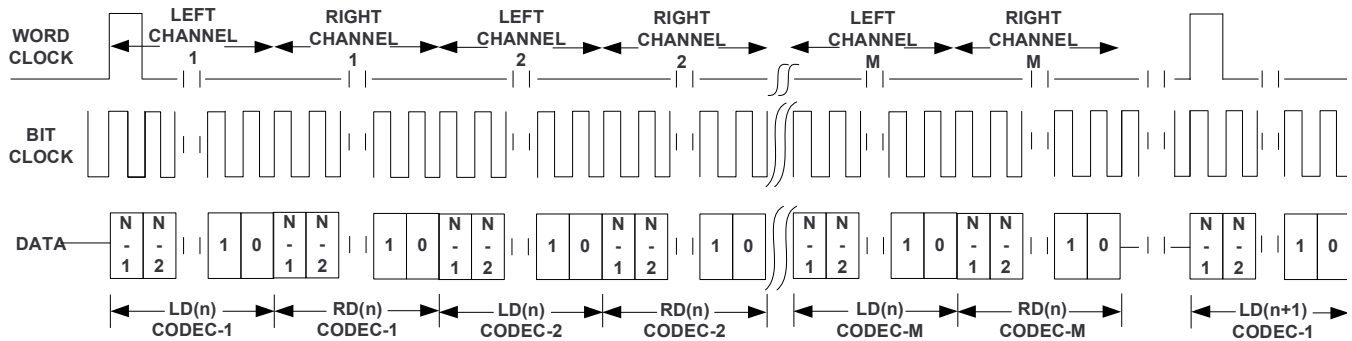 WORD CLOCK
LEFT CHANNEL 1
RIGHT CHANNEL 1
LEFT CHANNEL 2
RIGHT CHANNEL 2
LEFT CHANNEL M
RIGHT CHANNEL M
BIT CLOCK
DATA
N-1 N-2 1 0 N-1 N-2 1 0 N-1 N-2 1 0 N-1 N-2 1 0 N-1 N-2 1 0 N-1 N-2 1 0 N-1 N-2 1 0
LD(n) CODEC-1
RD(n) CODEC-1
LD(n) CODEC-2
RD(n) CODEC-2
LD(n) CODEC-M
RD(n) CODEC-M
LD(n+1) CODEC-1